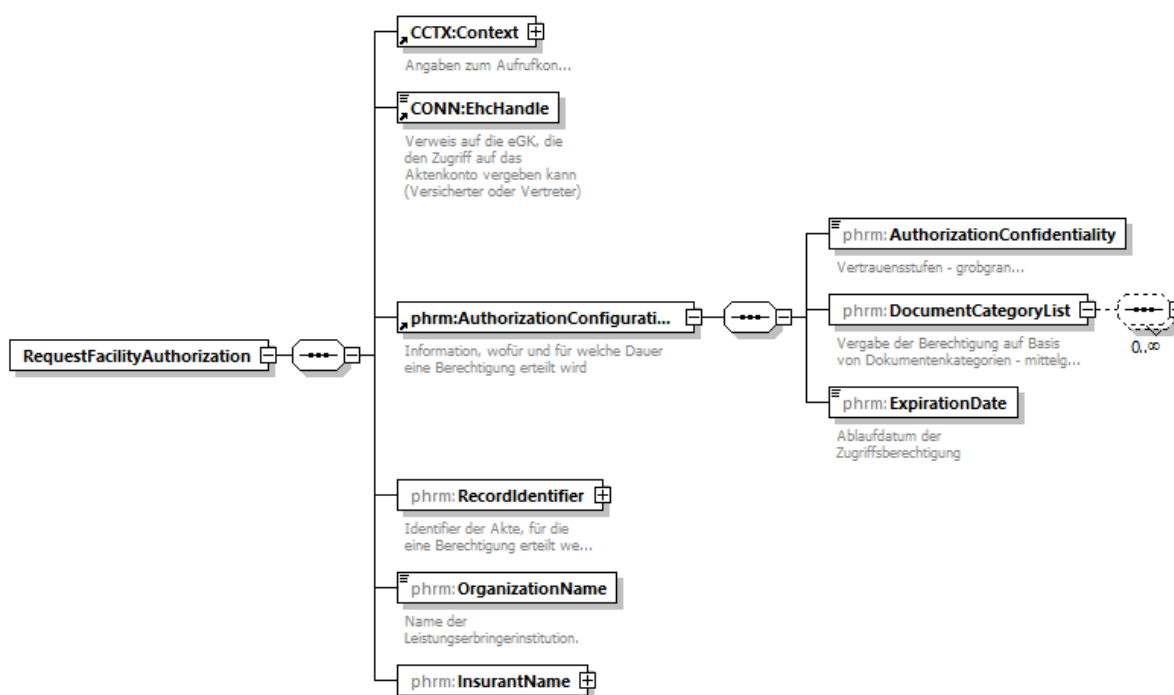 CCTX:Context
Angaben zum Aufrufkon...
CONN:EhcHandle
Verweis auf die eGK, die
den Zugriff auf das
Aktenkonto vergeben kann
(Versicherter oder Vertreter)
phrm:AuthorizationConfidentiality
Vertrauensstufen - grobgran...
phrm:DocumentCategoryList
Vergabe der Berechtigung auf Basis
von Dokumentenkategorien - mittelg...
0..∞
phrm:ExpirationDate
Ablaufdatum der
Zugriffsberechtigung
RequestFacilityAuthorization
phrm:AuthorizationConfigurati...
Information, wofür und für welche Dauer
eine Berechtigung erteilt wird
phrm:RecordIdentifier
Identifier der Akte, für die
eine Berechtigung erteilt we...
phrm:OrganizationName
Name der
Leistungserbringerinstitution.
phrm:InsurantName